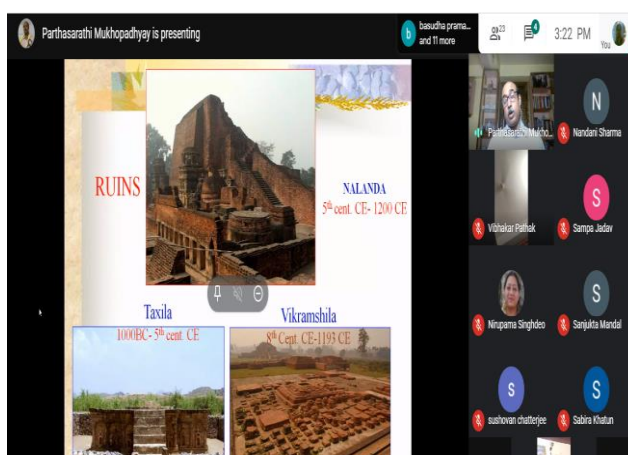 Parthasarathi Mukhopadhyay is presenting
b
basudha prama...
and 11 more
23
4
3:22 PM
You
RUINS
NALANDA
5th cent. CE- 1200 CE
Taxila
1000BC- 5th cent. CE
Vikramshila
8th Cent. CE-1193 CE
Parthasarathi Mukho...
N
Nandani Sharma
Vibhakar Pathak
S
Sampa Jadav
Nirupama Singhdeo
S
Sanjukta Mandal
s
sushovan chatterjee
S
Sabira Khatun